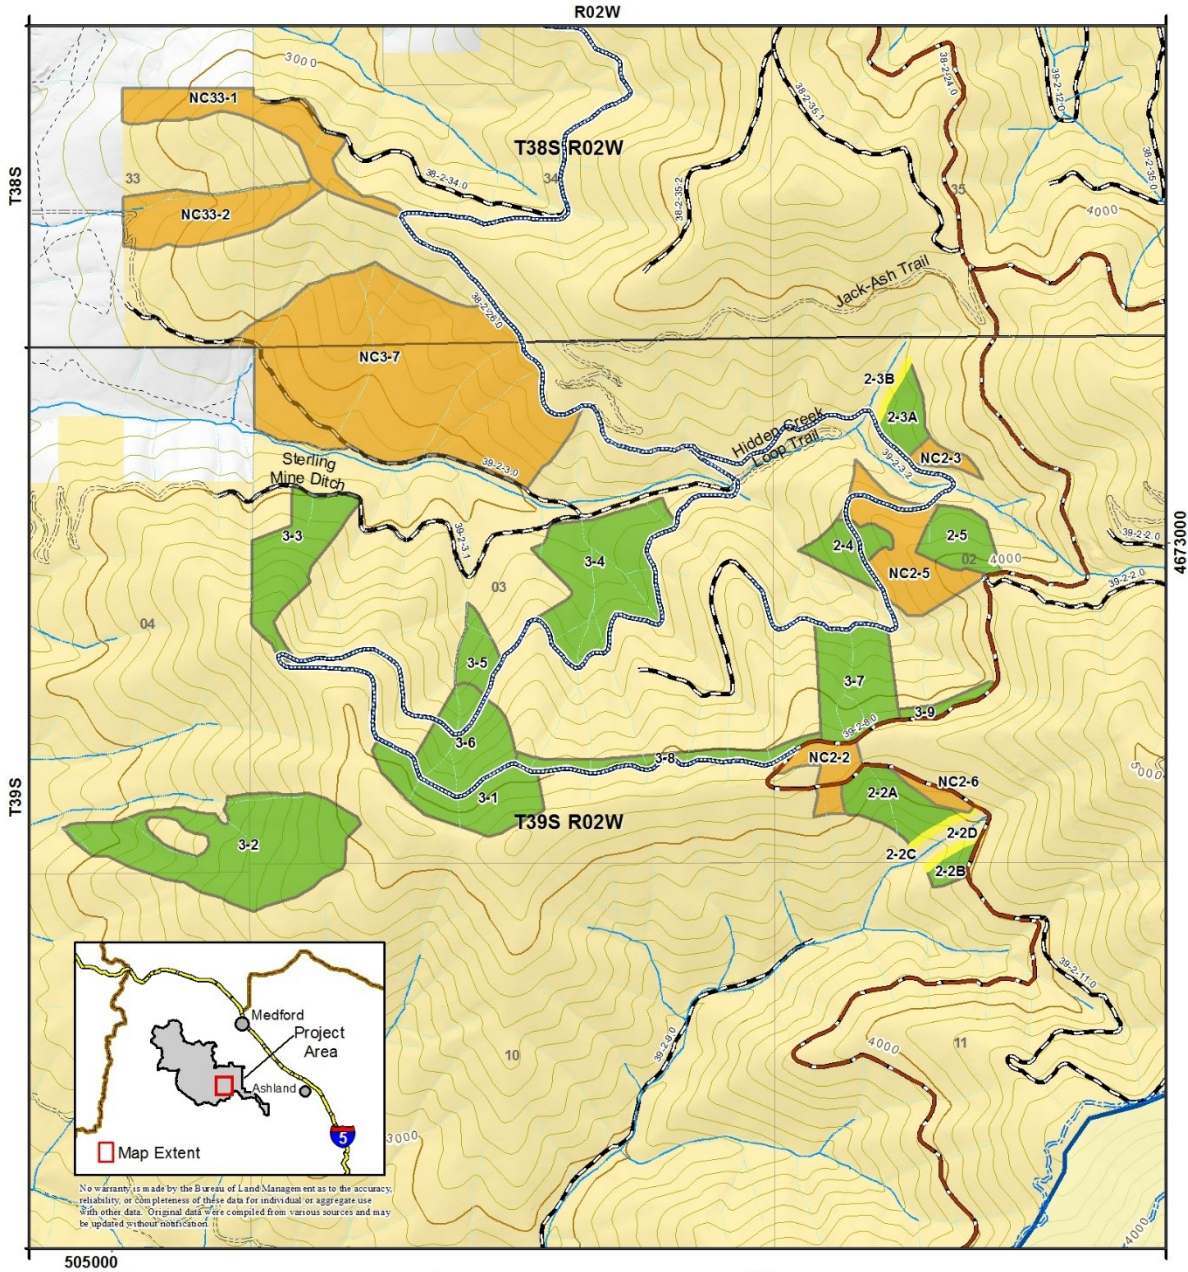 R02W
3000
NC33-1
38-2-35.1
38-2-24.0
39-2-12.0
T38S R02W
T38S
33
38-2-34.0
34
38-2-35.2
35
38-2-35.0
NC33-2
4000
Jack-Ash Trail
38-2-26.0
NC3-7
2-3B
2-3A
Hidden Creek
Loop Trail
NC2-3
39-2-3.2
Sterling
Mine Ditch
39-2-3.0
3-3
39-2-3.1
2-4
2-5
39-2-2.0
4673000
3-4
02
4000
NC2-5
39-2-2.0
03
04
3-5
3-7
3-9
39-2-8.0
3-6
3-8
NC2-2
5000
NC2-6
T39S
3-1
2-2A
T39S R02W
2-2D
3-2
2-2C
2-2B
39-2-11.0
Medford
Project
Area
39-2-8.0
10
4000
11
Ashland
5
3000
Map Extent
No warranty is made by the Bureau of Land Management as to the accuracy,
reliability, or completeness of these data for individual or aggregate use
with other data. Original data were compiled from various sources and may
be updated without notification.
4000
505000